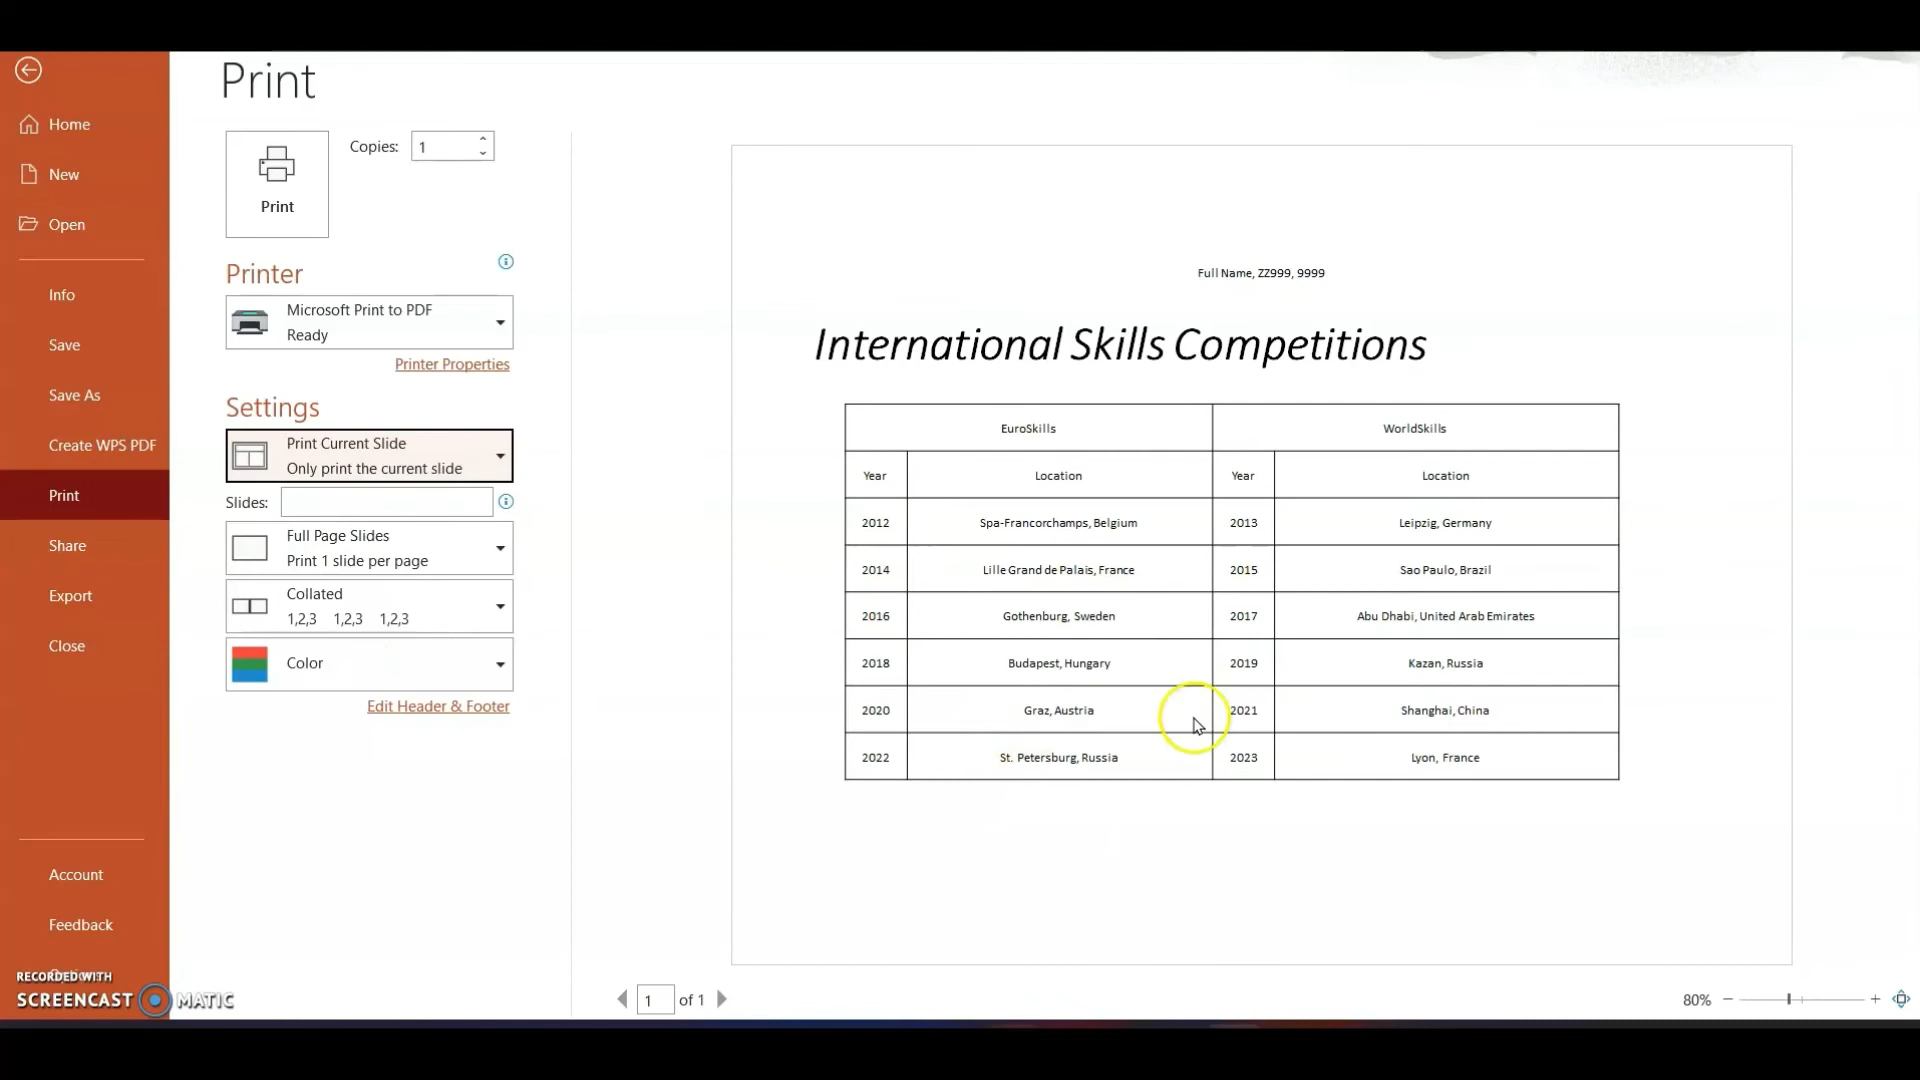 Print
Home
New
Open
Info
Save
Save As
Create WPS PDF
Print
Share
Export
Close
Account
Feedback
RECORDED WITH
SCREENCAST MATIC
Print
Copies: 1
Printer
Microsoft Print to PDF
Ready
Printer Properties
Settings
Print Current Slide
Only print the current slide
Slides:
Full Page Slides
Print 1 slide per page
Collated
1,2,3 1,2,3 1,2,3
Color
Edit Header & Footer
Full Name, ZZ999, 9999
International Skills Competitions
EuroSkills WorldSkills
Year Location Year Location
2012 Spa-Francorchamps, Belgium 2013 Leipzig, Germany
2014 Lille Grand de Palais, France 2015 Sao Paulo, Brazil
2016 Gothenburg, Sweden 2017 Abu Dhabi, United Arab Emirates
2018 Budapest, Hungary 2019 Kazan, Russia
2020 Graz, Austria 2021 Shanghai, China
2022 St. Petersburg, Russia 2023 Lyon, France
1 of 1
80%